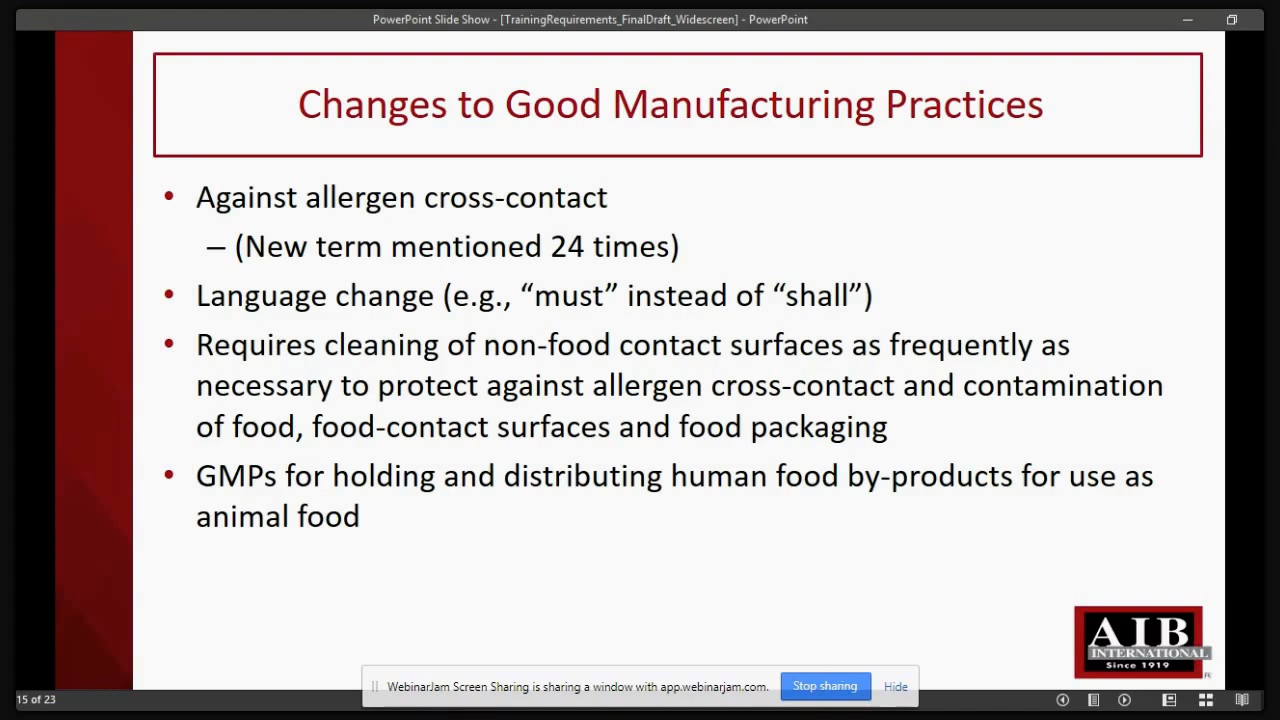 PowerPoint Slide Show - [TrainingRequirements_FinalDraft_Widescreen] - PowerPoint
Changes to Good Manufacturing Practices
• Against allergen cross-contact
– (New term mentioned 24 times)
• Language change (e.g., “must” instead of “shall”)
• Requires cleaning of non-food contact surfaces as frequently as
necessary to protect against allergen cross-contact and contamination
of food, food-contact surfaces and food packaging
• GMPs for holding and distributing human food by-products for use as
animal food
AIB
INTERNATIONAL
Since 1919
WebinarJam Screen Sharing is sharing a window with app.webinarjam.com.
Stop sharing
Hide
15 of 23